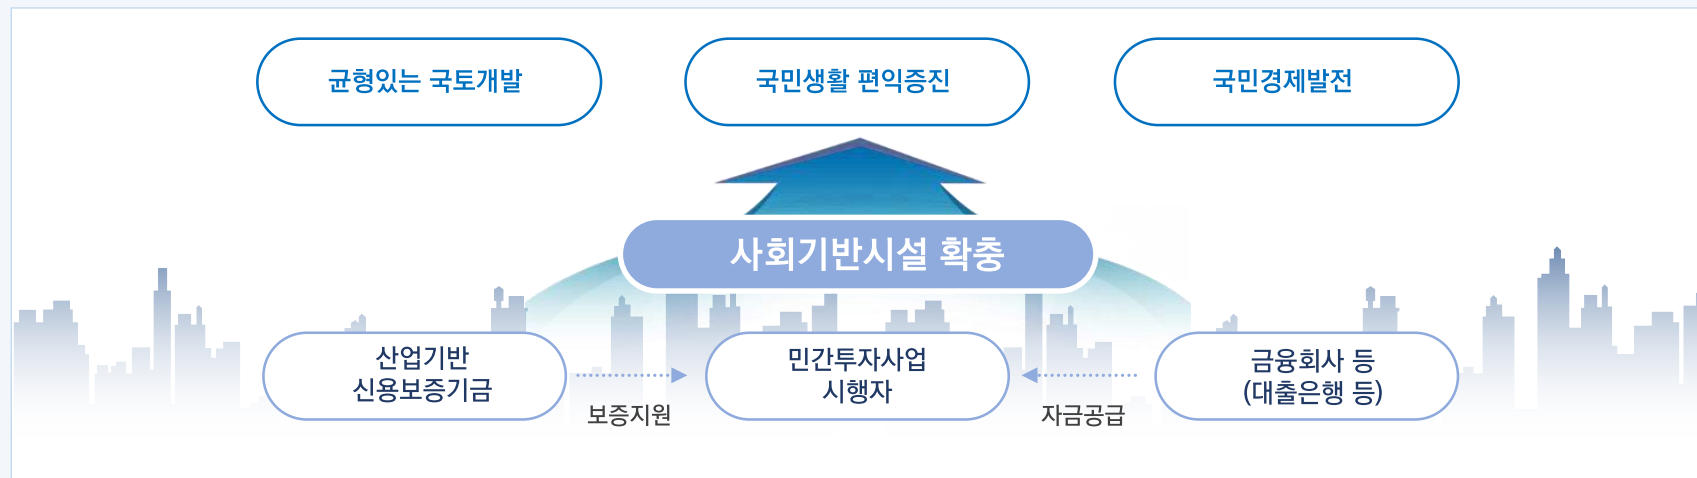 균형있는 국토개발
국민생활 편익증진
국민경제발전
사회기반시설 확충
산업기반
신용보증기금
보증지원
민간투자사업
시행자
자금공급
금융회사 등
(대출은행 등)